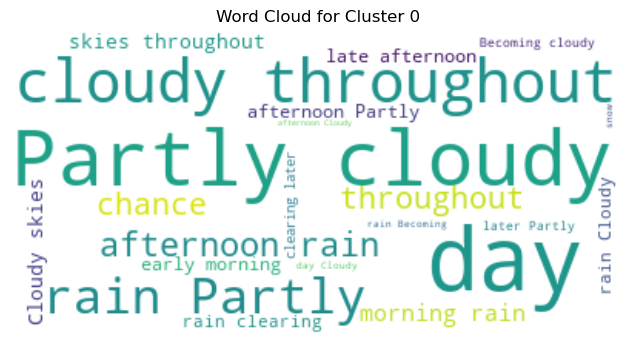 Word Cloud for Cluster 0
skies throughout
Becoming cloudy
late afternoon
cloudy throughout
afternoon Partly
snow
afternoon Cloudy
Partly cloudy
clearing later
Cloudy skies
rain Cloudy
chance
throughout
rain Becoming
later Partly
afternoon rain
day
early morning
day Cloudy
rain Partly
morning rain
rain clearing